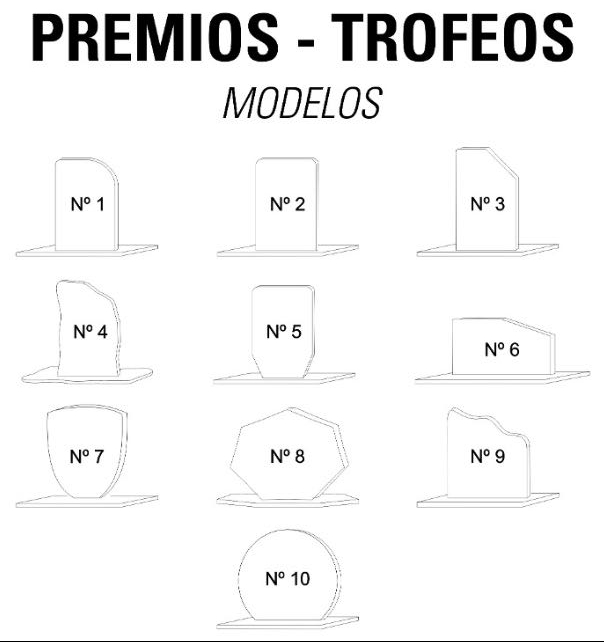 PREMIOS - TROFEOS
MODELOS
Nº 1
Nº 2
Nº 3
Nº 4
Nº 5
Nº 6
Nº 7
Nº 8
Nº 9
Nº 10